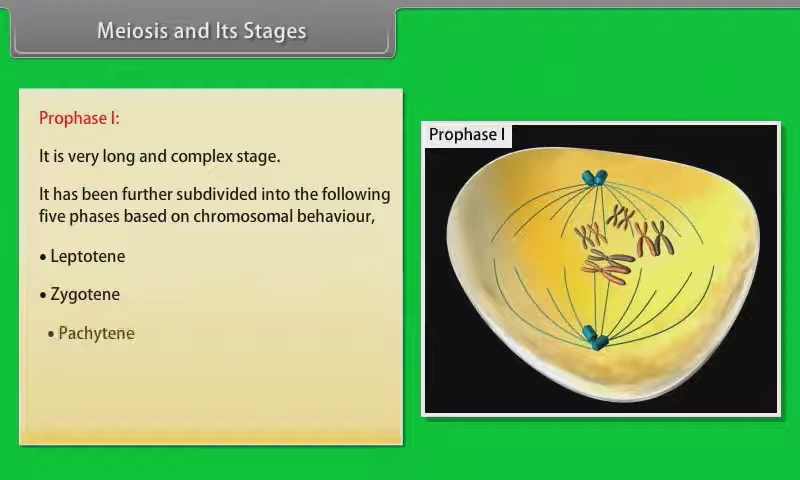 Meiosis and Its Stages
Prophase I:
It is very long and complex stage.
It has been further subdivided into the following
five phases based on chromosomal behaviour,
• Leptotene
• Zygotene
• Pachytene
Prophase I